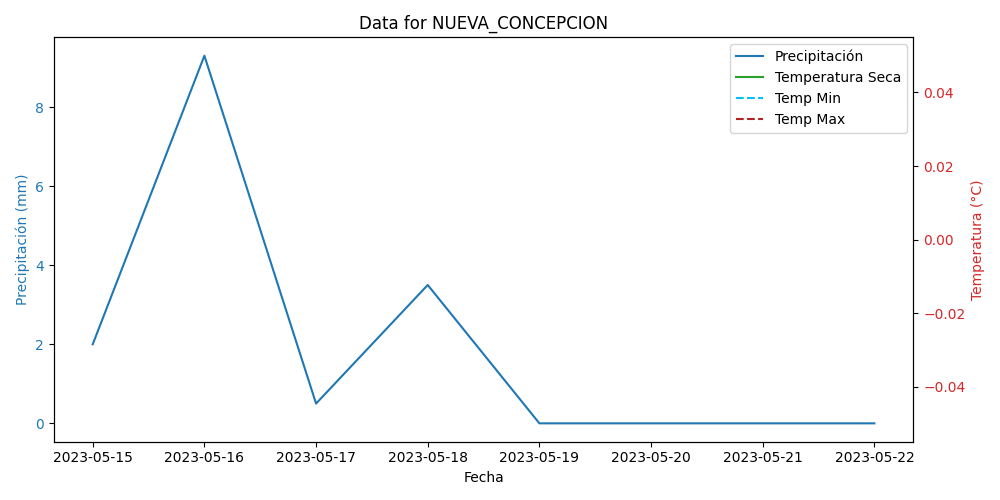 Data for NUEVA_CONCEPCION
Precipitación
Temperatura Seca
Temp Min
Temp Max
Precipitación (mm)
8
6
4
2
0
0.04
0.02
0.00
−0.02
−0.04
Temperatura (°C)
2023-05-15 2023-05-16 2023-05-17 2023-05-18 2023-05-19 2023-05-20 2023-05-21 2023-05-22
Fecha